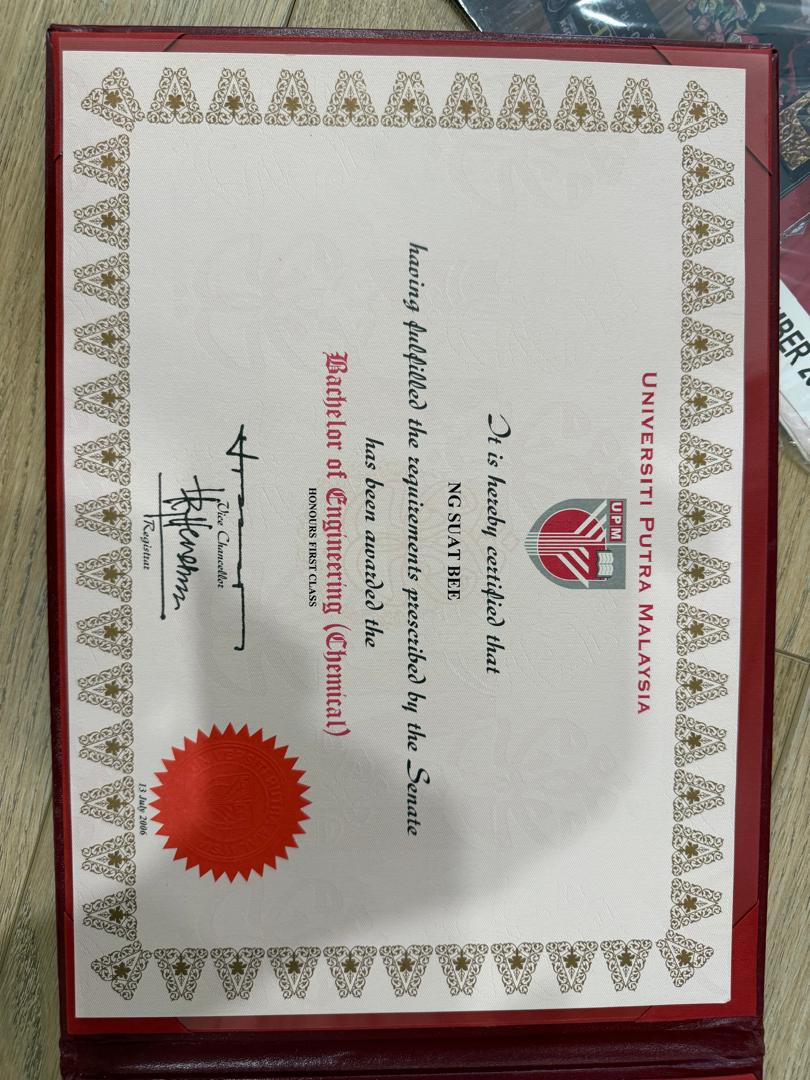 UNIVERSITI PUTRA MALAYSIA
UPM
It is hereby certified that
NG SUAT BEE
having fulfilled the requirements prescribed by the Senate
has been awarded the
Bachelor of Engineering (Chemical)
HONOURS FIRST CLASS
Vice Chancellor
Registrar
13 July 2006